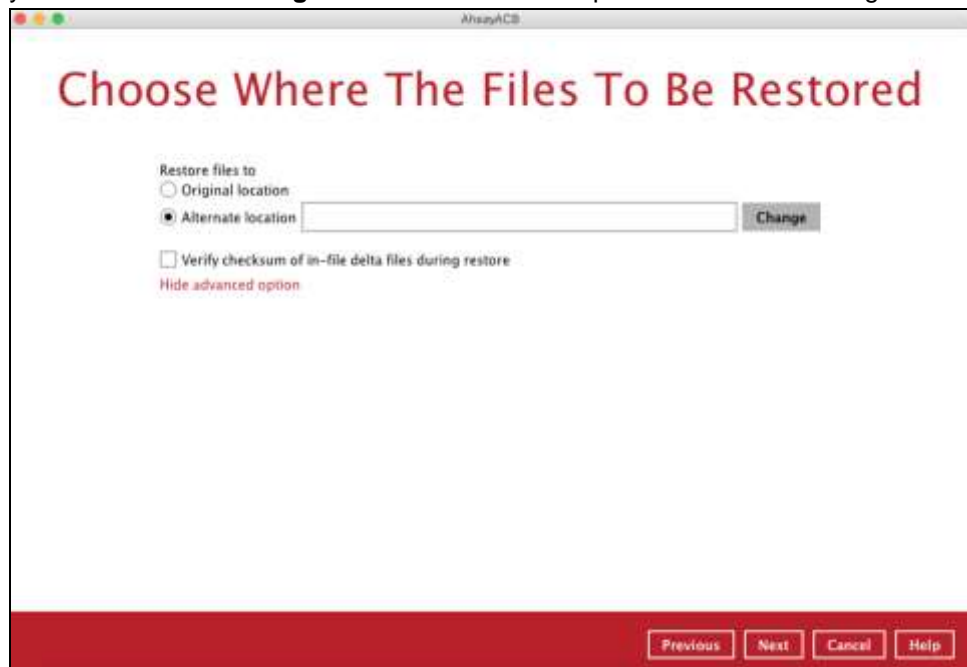 AhsayACB
Choose Where The Files To Be Restored
Restore files to
Original location
Alternate location Change
Verify checksum of in-file delta files during restore
Hide advanced option
Previous Next Cancel Help